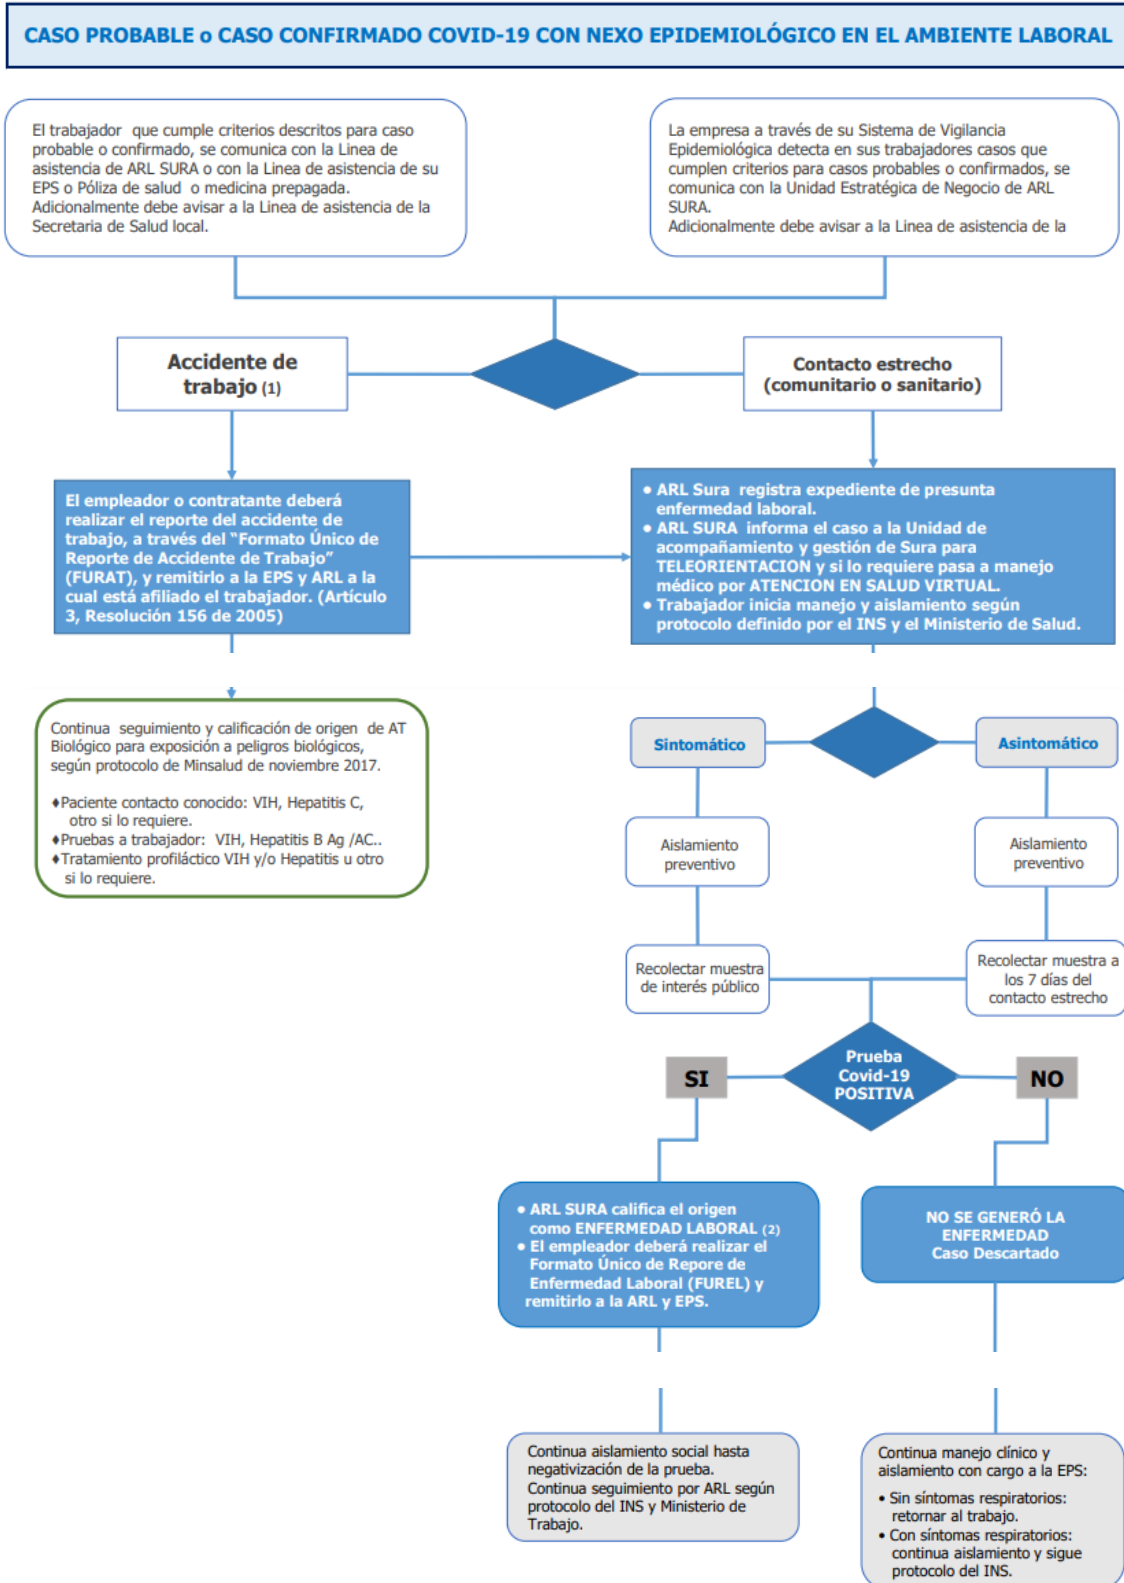 CASO PROBABLE o CASO CONFIRMADO COVID-19 CON NEXO EPIDEMIOLÓGICO EN EL AMBIENTE LABORAL
El trabajador que cumple criterios descritos para caso
probable o confirmado, se comunica con la Linea de
asistencia de ARL SURA o con la Linea de asistencia de su
EPS o Póliza de salud o medicina prepagada.
Adicionalmente debe avisar a la Linea de asistencia de la
Secretaria de Salud local.
La empresa a través de su Sistema de Vigilancia
Epidemiológica detecta en sus trabajadores casos que
cumplen criterios para casos probables o confirmados, se
comunica con la Unidad Estratégica de Negocio de ARL
SURA.
Adicionalmente debe avisar a la Linea de asistencia de la
Accidente de
trabajo (1)
Contacto estrecho
(comunitario o sanitario)
El empleador o contratante deberá
realizar el reporte del accidente de
trabajo, a través del “Formato Único de
Reporte de Accidente de Trabajo”
(FURAT), y remitirlo a la EPS y ARL a la
cual está afiliado el trabajador. (Artículo
3, Resolución 156 de 2005)
● ARL Sura registra expediente de presunta
enfermedad laboral.
● ARL SURA informa el caso a la Unidad de
acompañamiento y gestión de Sura para
TELEORIENTACION y si lo requiere pasa a manejo
médico por ATENCION EN SALUD VIRTUAL.
● Trabajador inicia manejo y aislamiento según
protocolo definido por el INS y el Ministerio de Salud.
Continua seguimiento y calificación de origen de AT
Biológico para exposición a peligros biológicos,
según protocolo de Minsalud de noviembre 2017.
♦Paciente contacto conocido: VIH, Hepatitis C,
otro si lo requiere.
♦Pruebas a trabajador: VIH, Hepatitis B Ag /AC..
♦Tratamiento profiláctico VIH y/o Hepatitis u otro
si lo requiere.
Sintomático
Asintomático
Aislamiento
preventivo
Aislamiento
preventivo
Recolectar muestra
de interés público
Recolectar muestra a
los 7 días del
contacto estrecho
Prueba
Covid-19
POSITIVA
SI
NO
● ARL SURA califica el origen
como ENFERMEDAD LABORAL (2)
● El empleador deberá realizar el
Formato Único de Repore de
Enfermedad Laboral (FUREL) y
remitirlo a la ARL y EPS.
NO SE GENERÓ LA
ENFERMEDAD
Caso Descartado
Continua aislamiento social hasta
negativización de la prueba.
Continua seguimiento por ARL según
protocolo del INS y Ministerio de
Trabajo.
Continua manejo clínico y
aislamiento con cargo a la EPS:
• Sin síntomas respiratorios:
retornar al trabajo.
• Con síntomas respiratorios:
continua aislamiento y sigue
protocolo del INS.